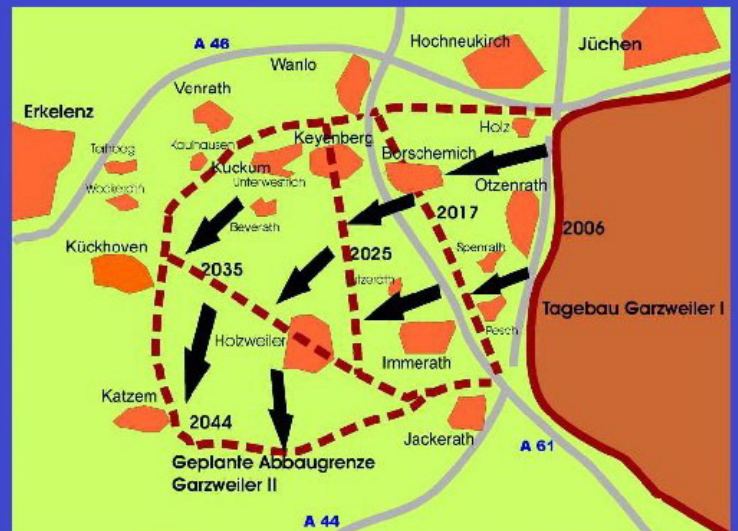 A 46
Hochneukirch
Jüchen
Wanlo
Venrath
Erkelenz
Holz
Keyenberg
Kaulhausen
Borschemich
Kuckum
Unterwestrich
Otzenrath
Beverath
2017
2006
Spenrath
Kückhoven
2025
2035
Tagebau Garzweiler I
Pesch
Holzweiler
Immerath
Katzem
2044
Jackerath
A 61
Geplante Abbaugrenze
Garzweiler II
A 44